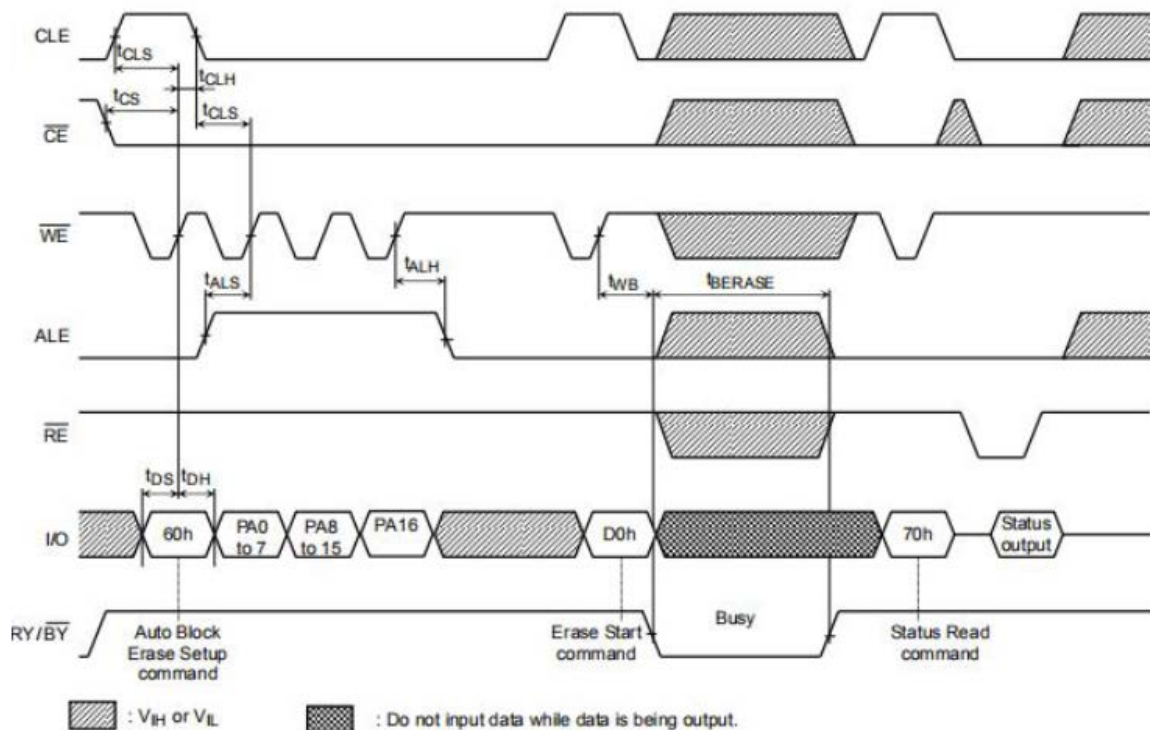 CLE
tCLS
tCLH
tCS
tCLS
CE
WE
tALS
tALH
tWB
tBERASE
ALE
RE
tDS
tDH
I/O
60h
PA0
to 7
PA8
to 15
PA16
D0h
70h
Status
output
RY/BY
Auto Block
Erase Setup
command
Erase Start
command
Busy
Status Read
command
: VIH or VIL
: Do not input data while data is being output.